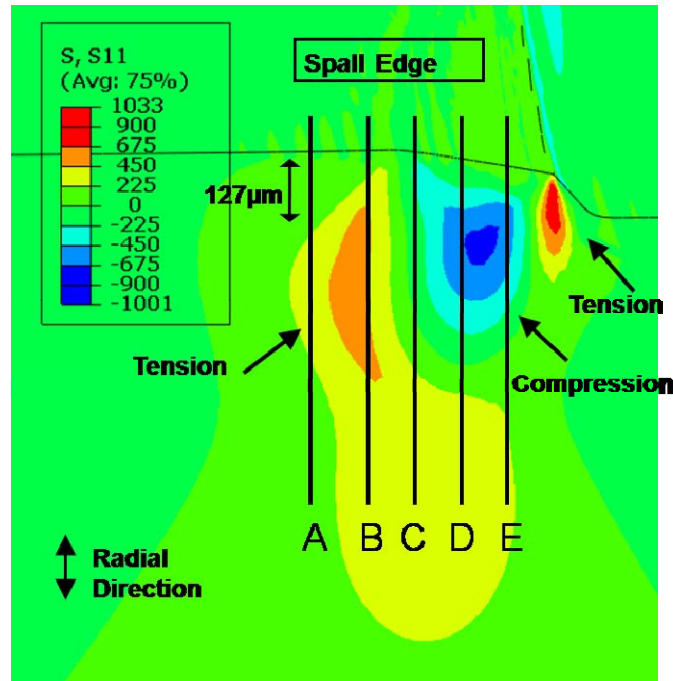 S, S11
(Avg: 75%)
1033
900
675
450
225
0
-225
-450
-675
-900
-1001
Spall Edge
127µm
Tension
Tension
Compression
A B C D E
Radial
Direction